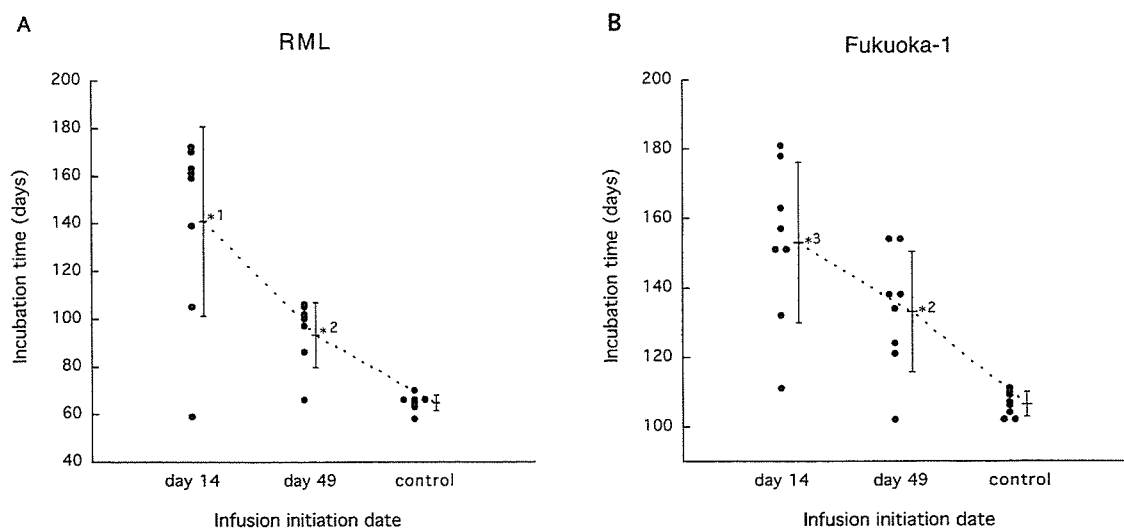 A
RML
200
180
160
140
120
100
80
60
40
Incubation time (days)
*1
*2
day 14 day 49 control
Infusion initiation date
B
Fukuoka-1
200
180
160
140
120
100
Incubation time (days)
*3
*2
day 14 day 49 control
Infusion initiation date